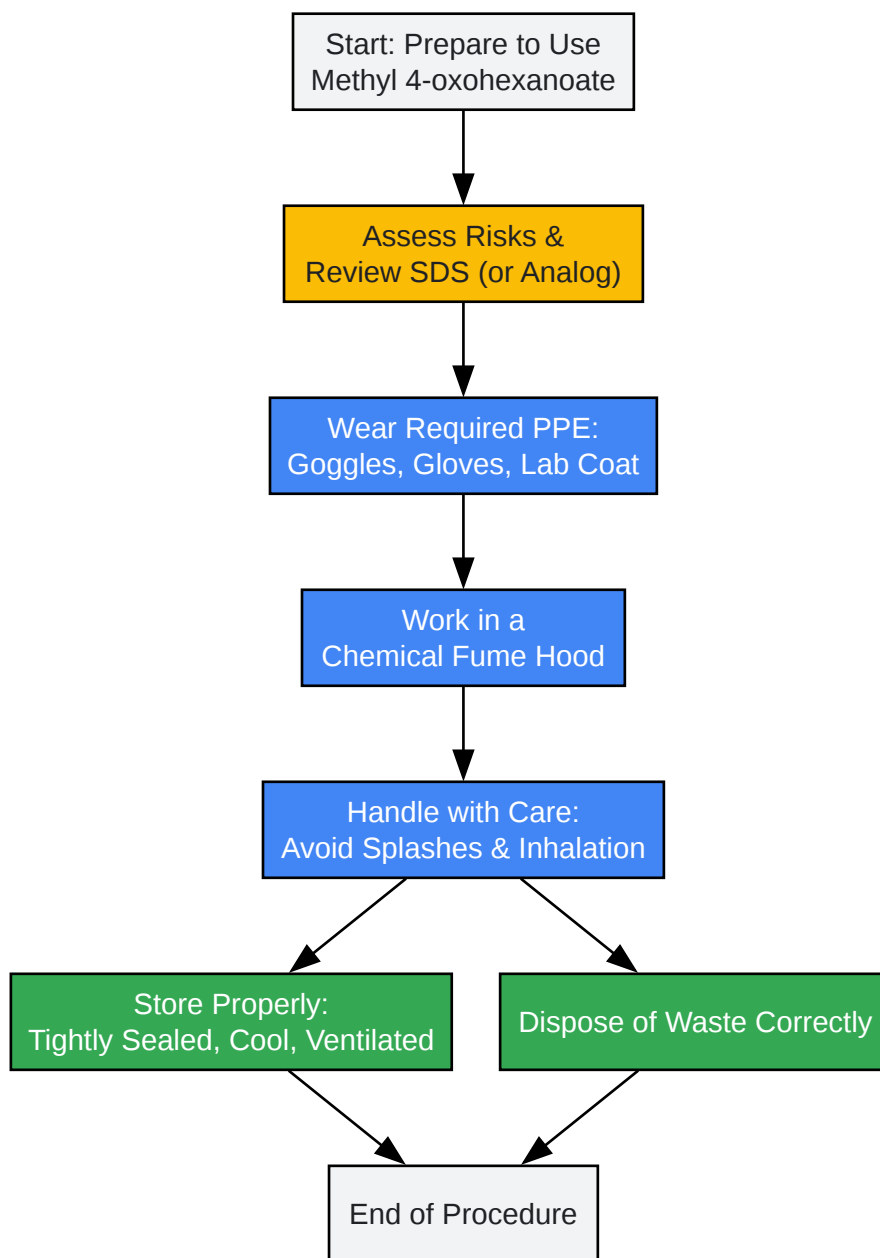 Start: Prepare to Use
Methyl 4-oxohexanoate
Assess Risks &
Review SDS (or Analog)
Wear Required PPE:
Goggles, Gloves, Lab Coat
Work in a
Chemical Fume Hood
Handle with Care:
Avoid Splashes & Inhalation
Store Properly:
Tightly Sealed, Cool, Ventilated
Dispose of Waste Correctly
End of Procedure